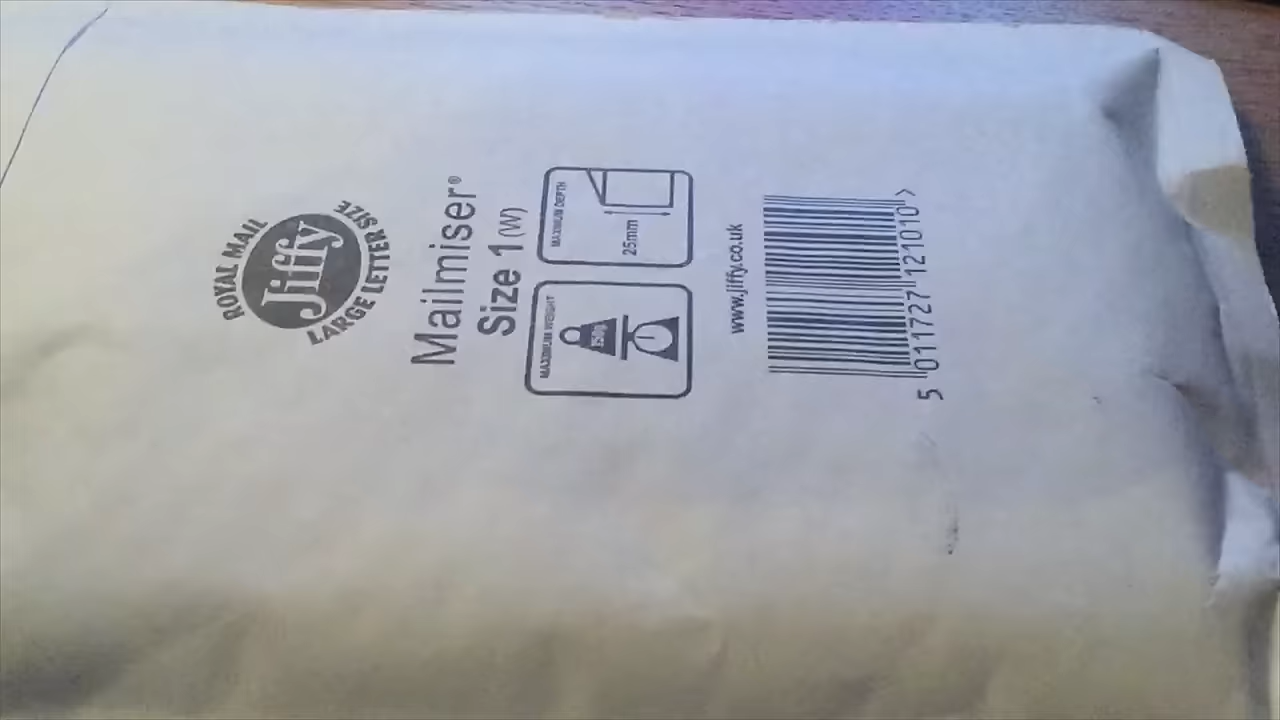 ROYAL MAIL
Jiffy
LARGE LETTER SIZE
Mailmiser®
Size 1 (W)
MAXIMUM WEIGHT
MAXIMUM DEPTH
25mm
www.jiffy.co.uk
5 011727 121010 >